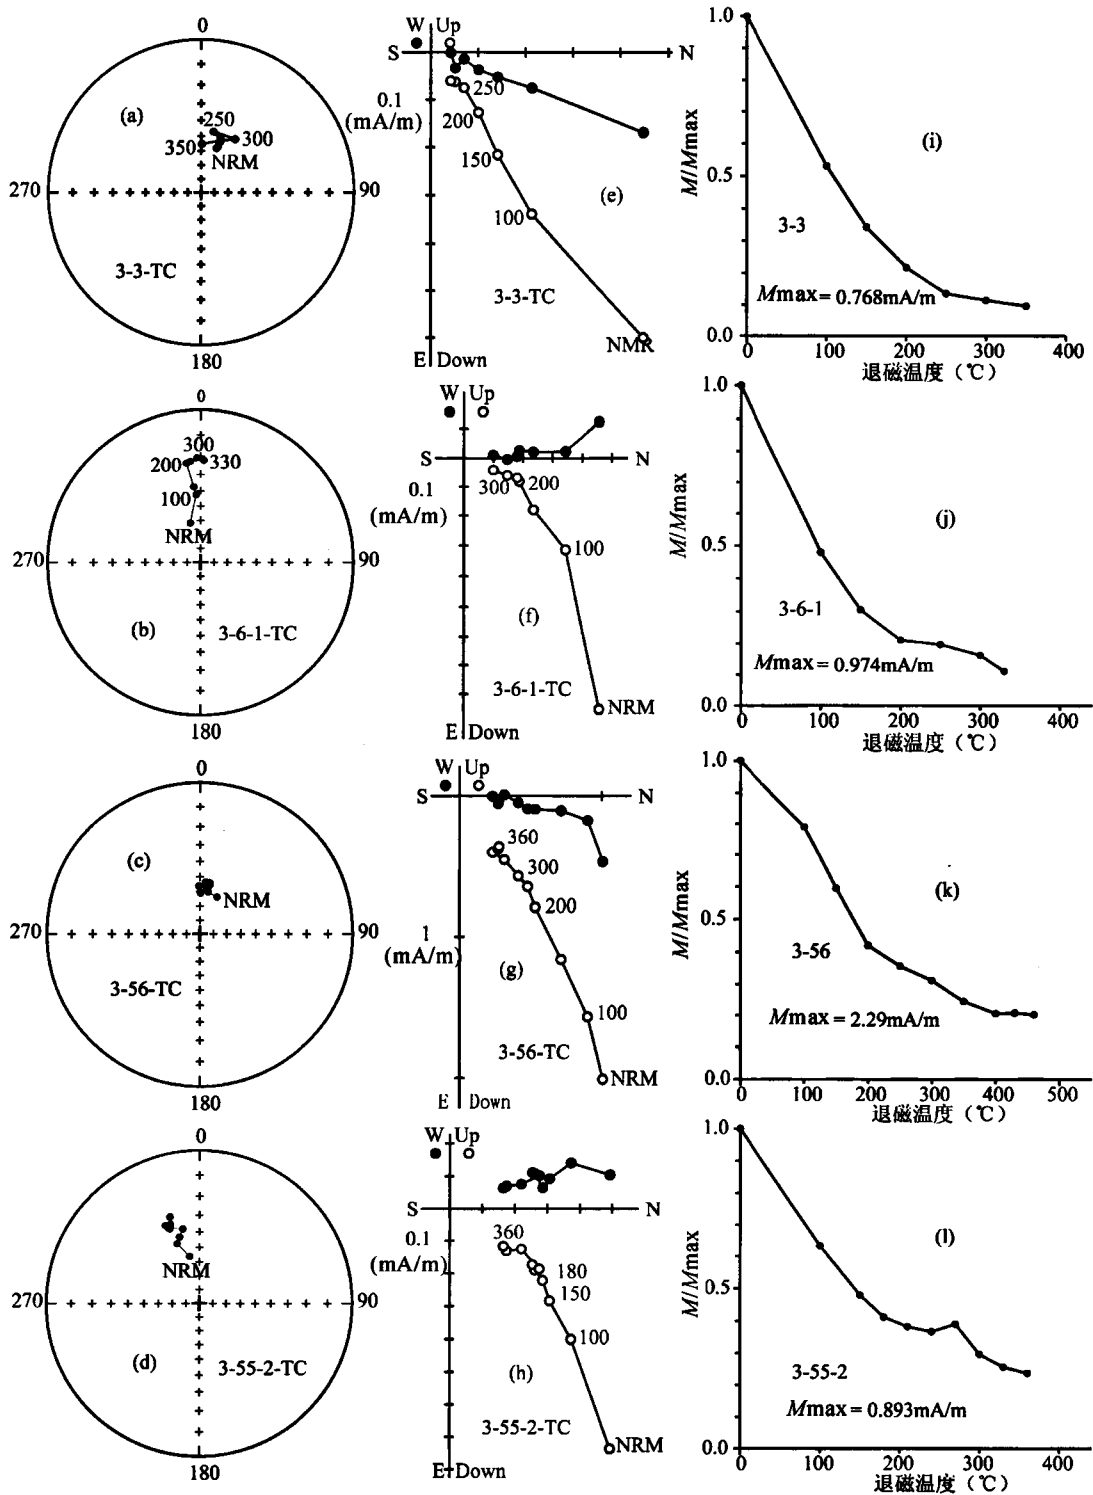 0
(a)
250
350
300
NRM
270
90
3-3-TC
180
W Up
S
N
0.1
(mA/m)
250
200
150
100
(e)
3-3-TC
NMR
E Down
1.0
M/Mmax
(i)
0.5
3-3
Mmax = 0.768mA/m
0.0
0 100 200 300 400
退磁温度（℃）
0
300
200
330
100
NRM
270
90
(b)
3-6-1-TC
180
W Up
S
N
0.1
(mA/m)
300
200
100
(f)
3-6-1-TC
NRM
E Down
1.0
M/Mmax
(j)
0.5
3-6-1
Mmax = 0.974mA/m
0.0
0 100 200 300 400
退磁温度（℃）
0
(c)
NRM
270
90
3-56-TC
180
W Up
S
N
360
300
200
1
(mA/m)
(g)
100
3-56-TC
NRM
E Down
1.0
M/Mmax
(k)
0.5
3-56
Mmax = 2.29mA/m
0.0
0 100 200 300 400 500
退磁温度（℃）
0
NRM
270
90
(d)
3-55-2-TC
180
W Up
S
N
0.1
(mA/m)
360
180
150
100
(h)
3-55-2-TC
NRM
E Down
1.0
M/Mmax
(l)
0.5
3-55-2
Mmax = 0.893mA/m
0.0
0 100 200 300 400
退磁温度（℃）